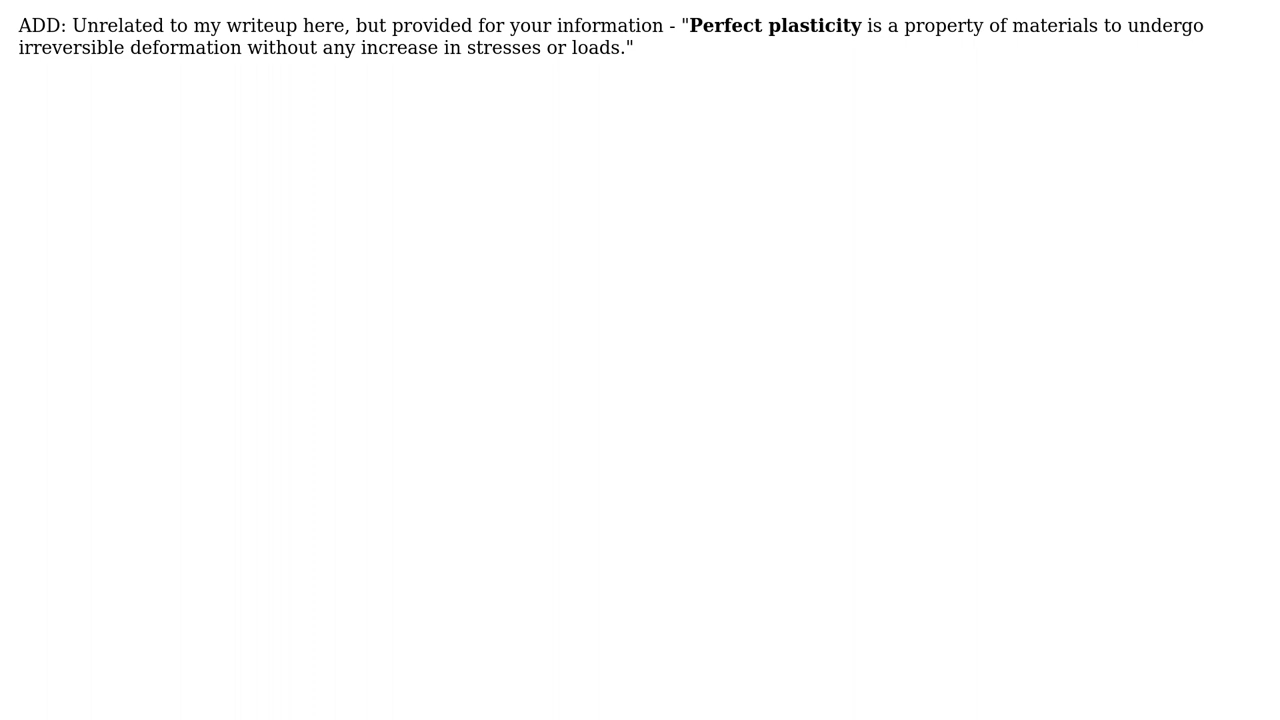 ADD: Unrelated to my writeup here, but provided for your information - "Perfect plasticity is a property of materials to undergo
irreversible deformation without any increase in stresses or loads."